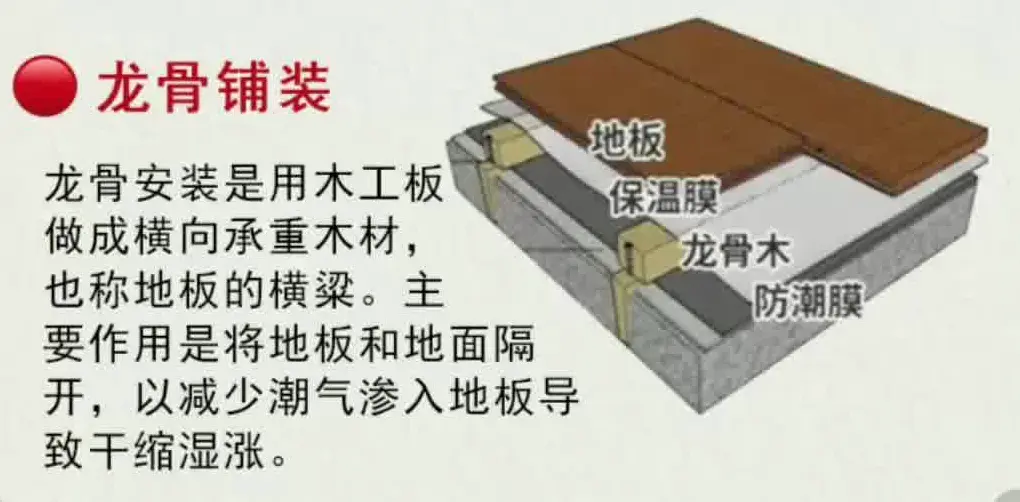 龙骨铺装
龙骨安装是用木工板
做成横向承重木材，
也称地板的横梁。主
要作用是将地板和地面隔
开，以减少潮气渗入地板导
致干缩湿涨。
地板
保温膜
龙骨木
防潮膜